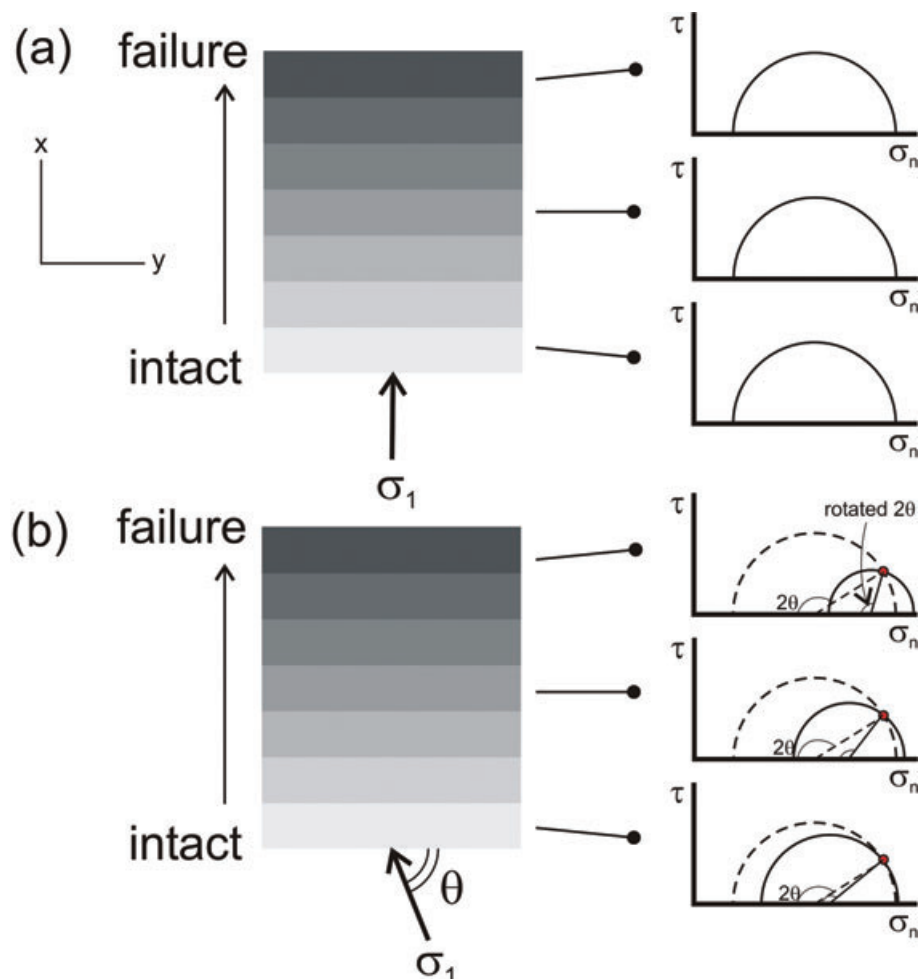 (a)
failure
x
y
intact
σ₁
τ
σₙ
τ
σₙ
τ
σₙ
(b)
failure
intact
θ
σ₁
τ
rotated 2θ
2θ
σₙ
τ
2θ
σₙ
τ
2θ
σₙ